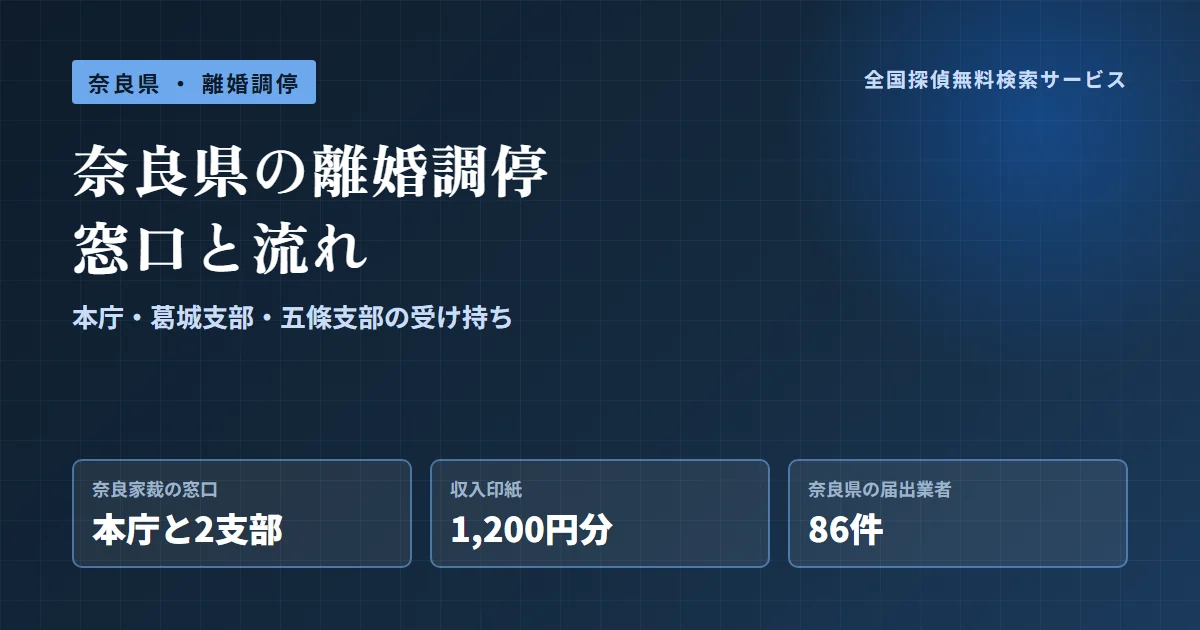 奈良県 ・ 離婚調停
全国探偵無料検索サービス
奈良県の離婚調停
窓口と流れ
本庁・葛城支部・五條支部の受け持ち
奈良家裁の窓口
本庁と2支部
収入印紙
1,200円分
奈良県の届出業者
86件